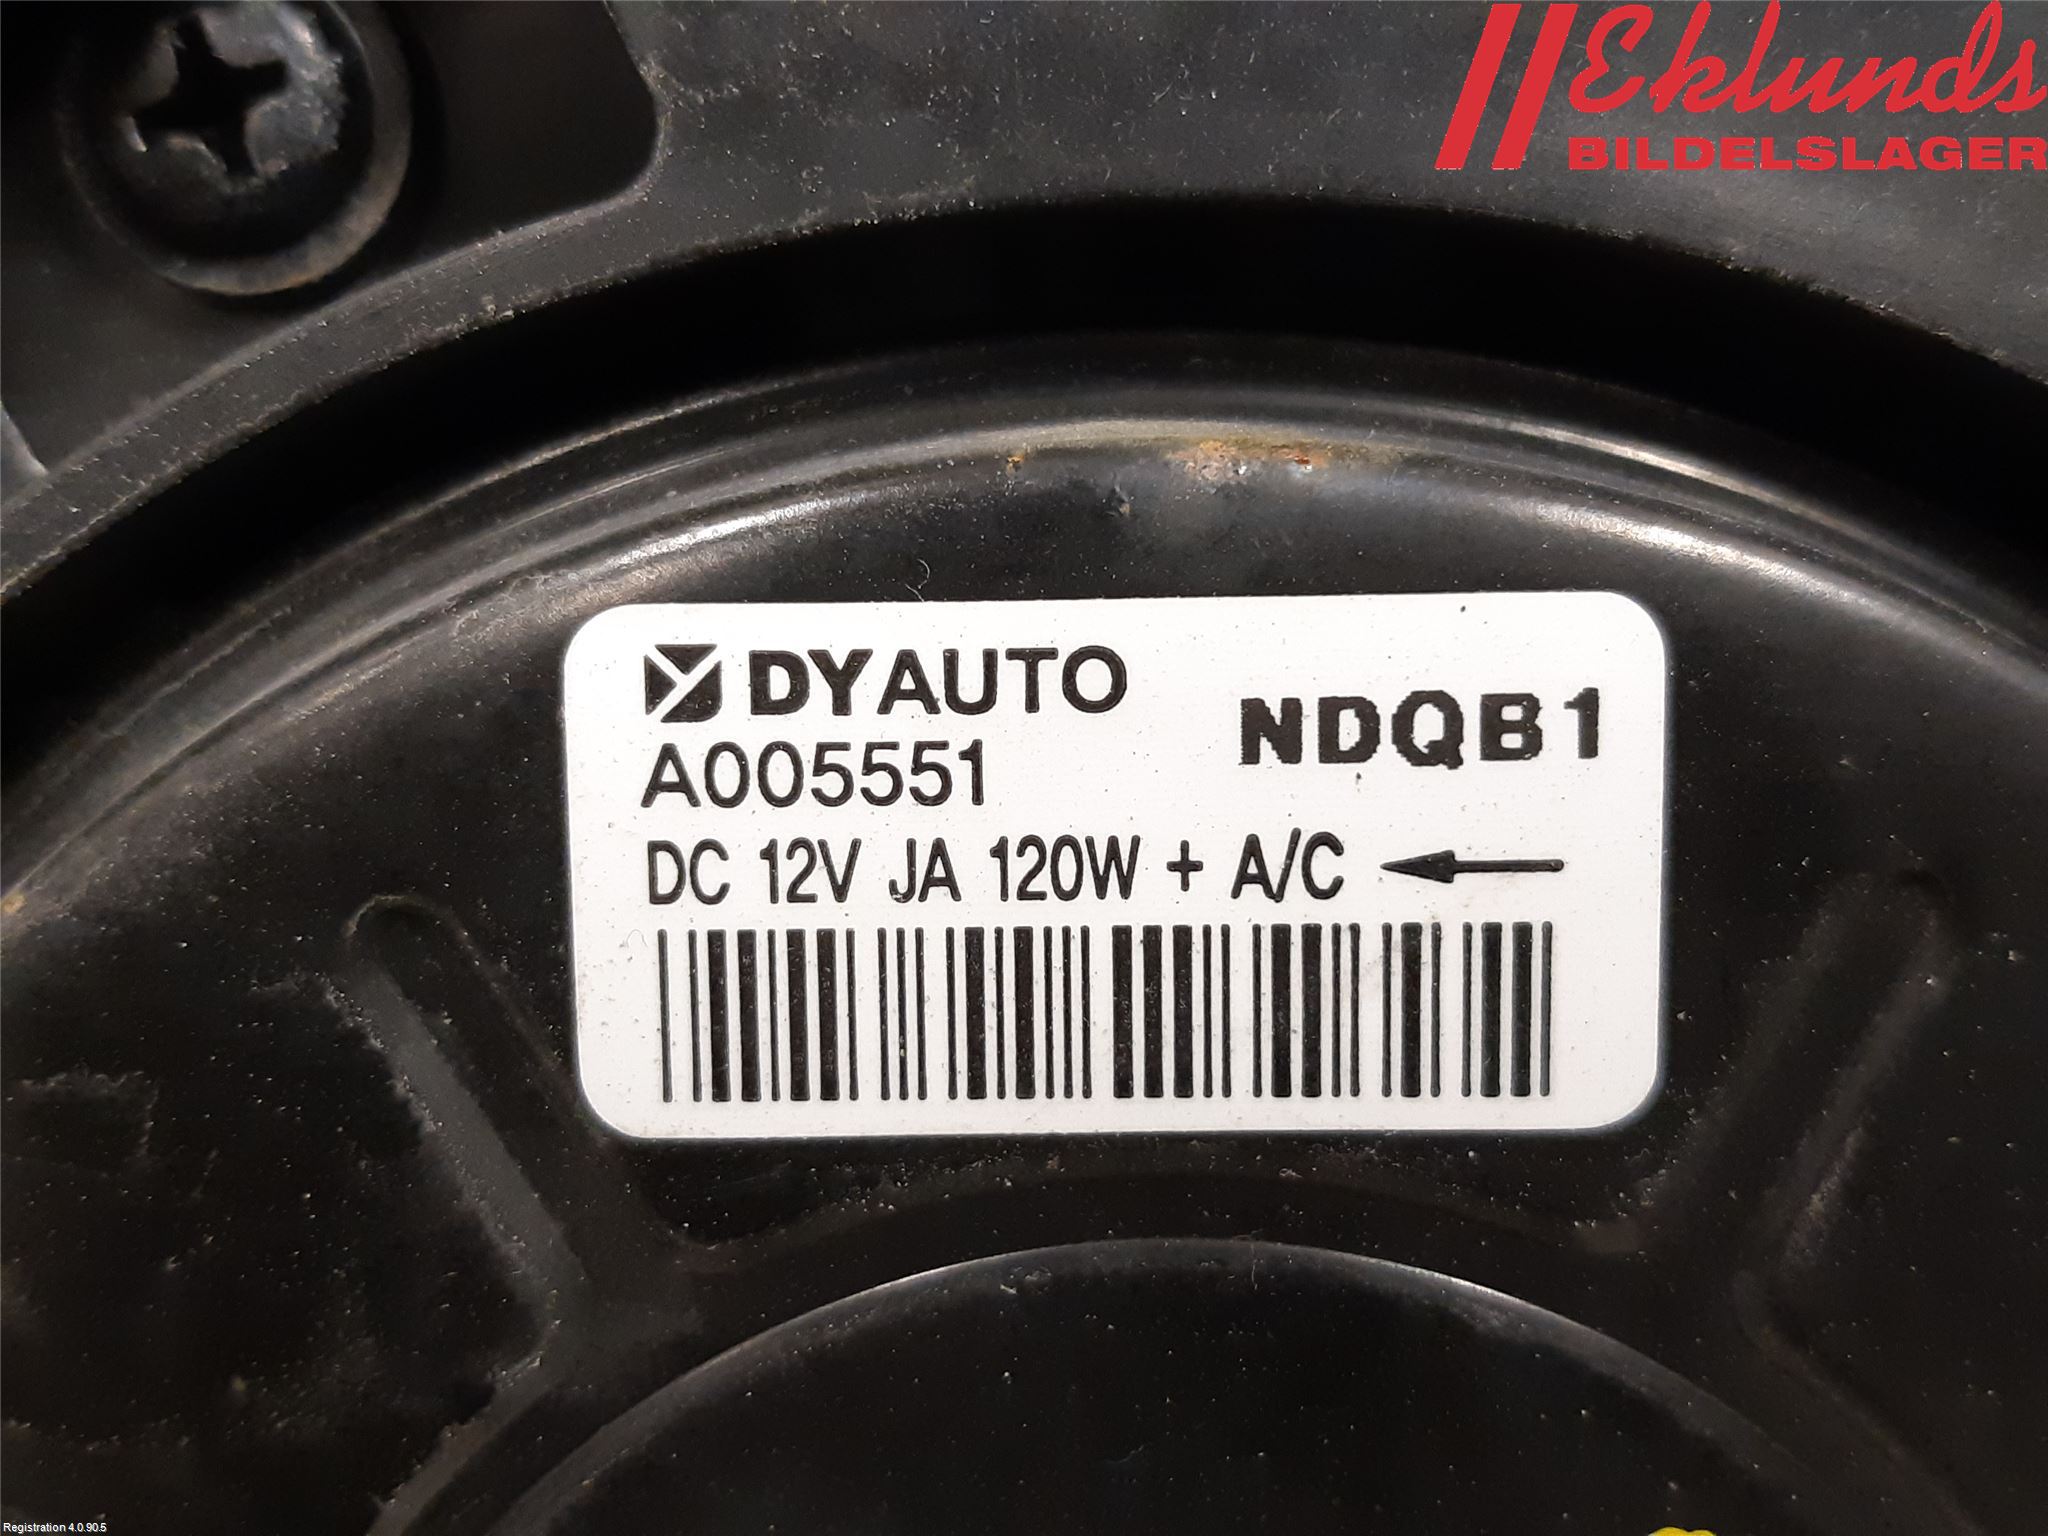 Eklunds
BILDELSLAGER
DYAUTO
NDQB1
A005551
DC 12V JA 120W + A/C
Registration 4.0.90.5